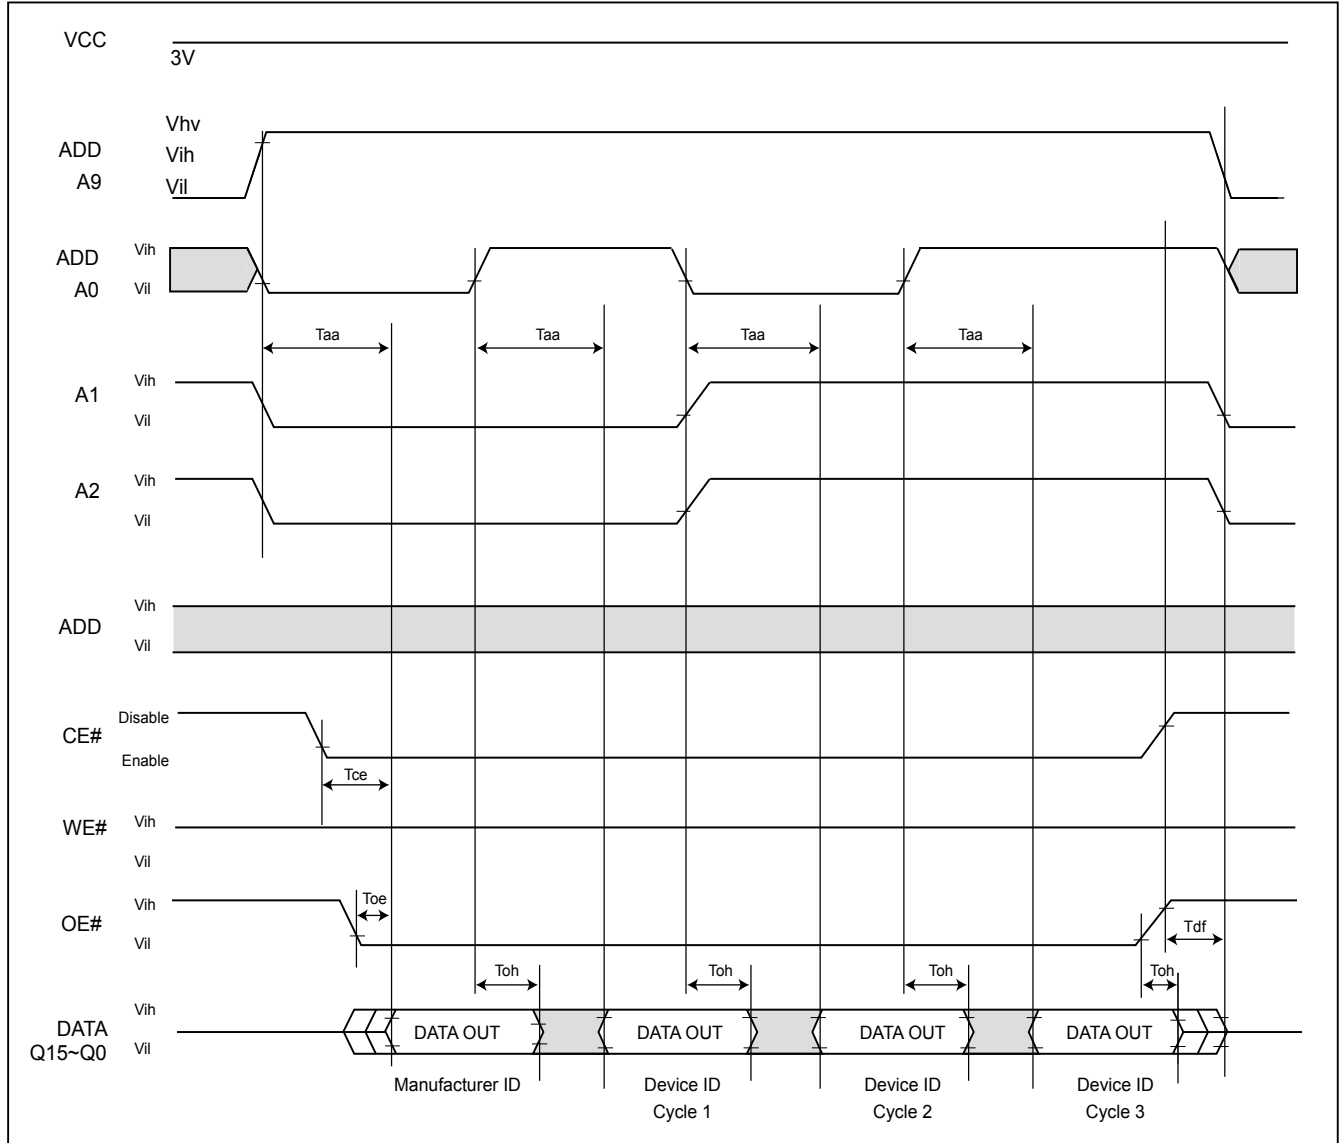 VCC
3V
Vhv
ADD
Vih
A9
Vil
ADD
Vih
A0
Vil
Taa
Taa
Taa
Taa
A1
Vih
Vil
A2
Vih
Vil
ADD
Vih
Vil
CE#
Disable
Enable
Tce
WE#
Vih
Vil
OE#
Vih
Vil
Toe
Tdf
Toh
Toh
Toh
Toh
DATA
Q15~Q0
Vih
Vil
DATA OUT
DATA OUT
DATA OUT
DATA OUT
Manufacturer ID
Device ID
Cycle 1
Device ID
Cycle 2
Device ID
Cycle 3